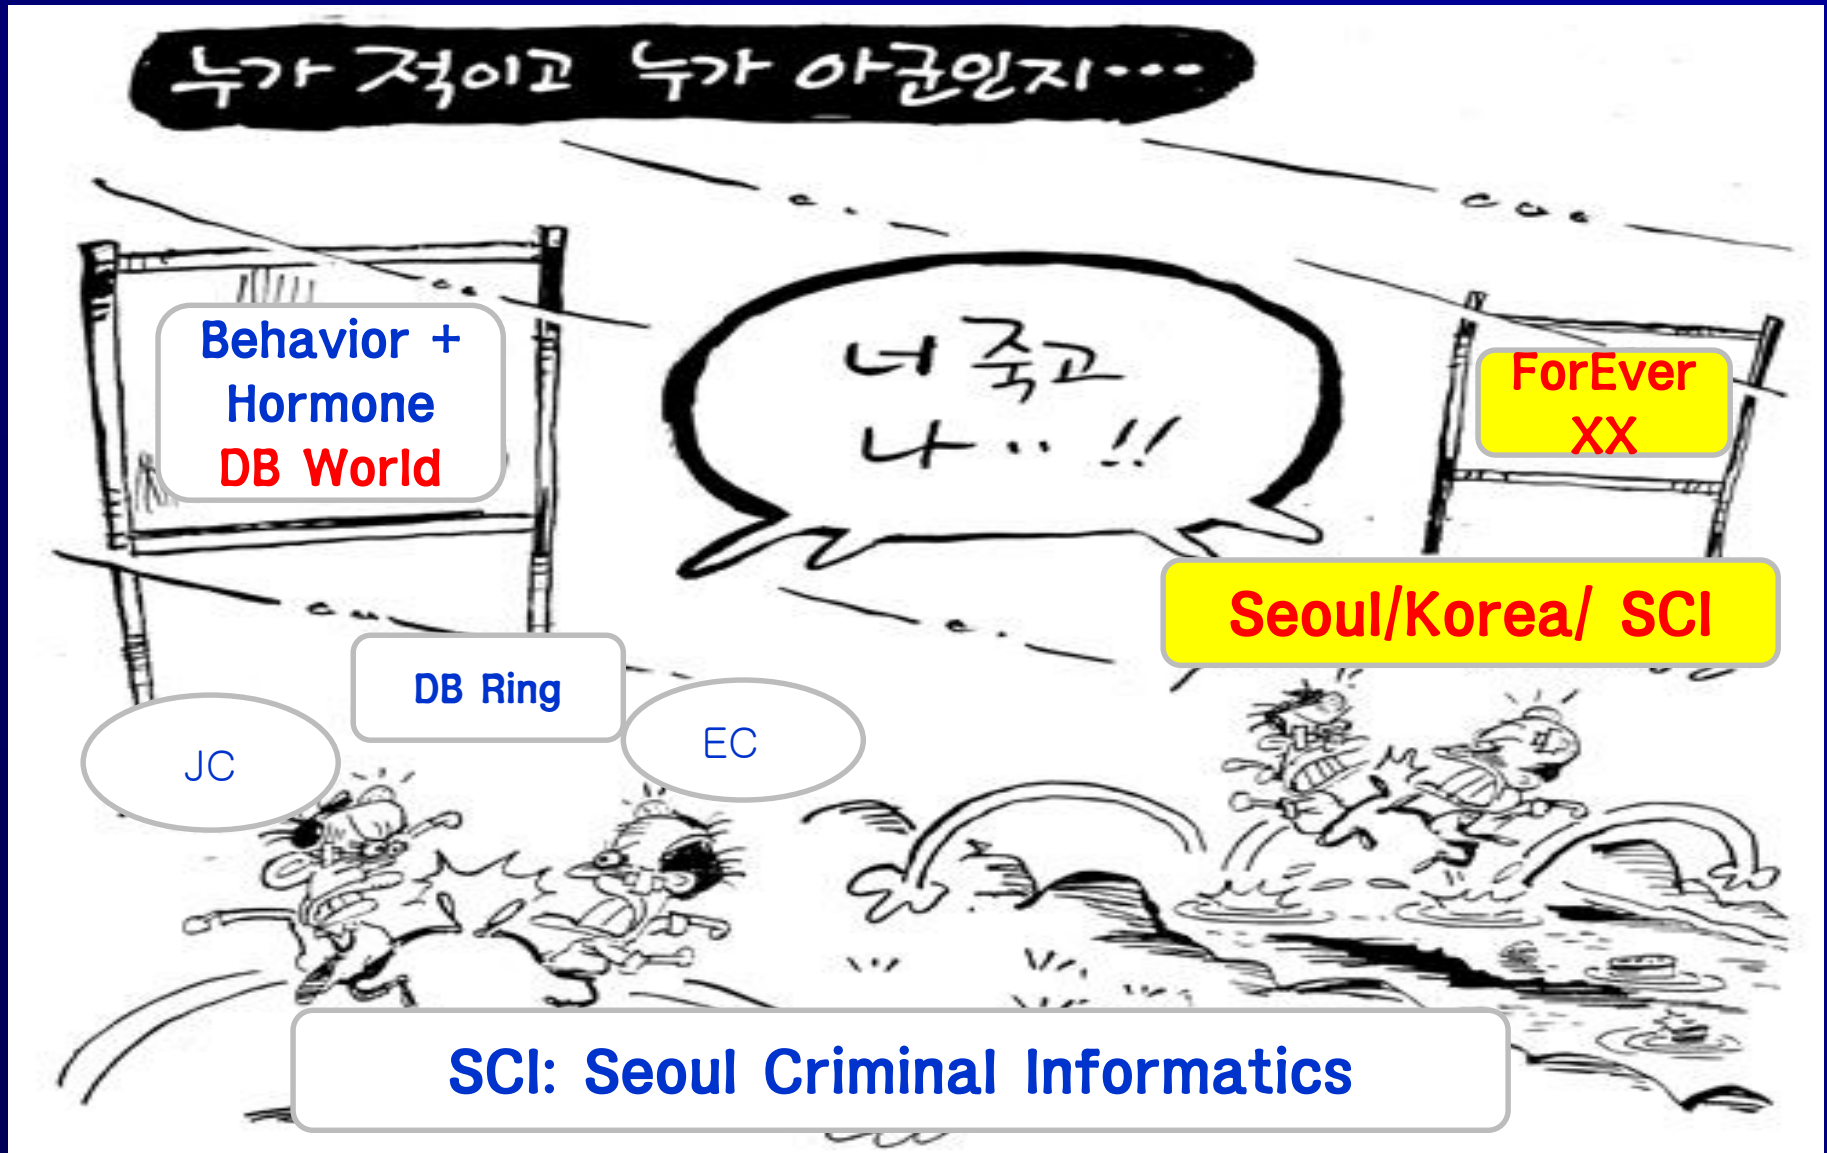 누가 적이고 누가 아군인지…
Behavior +
Hormone
DB World
너 죽고
나‥!!
ForEver
XX
Seoul/Korea/ SCI
DB Ring
JC
EC
SCI: Seoul Criminal Informatics